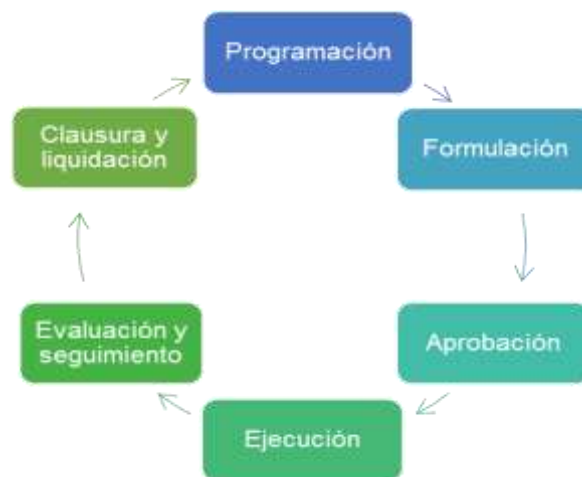 Programación
Formulación
Aprobación
Ejecución
Evaluación y
seguimiento
Clausura y
liquidación